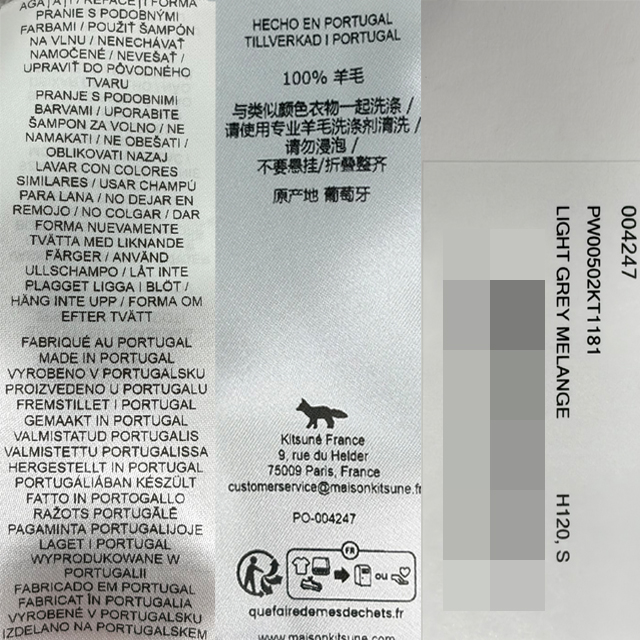 AGĂȚAȚI / REFACEȚI FORMA
PRANIE S PODOBNÝMI
FARBAMI / POUŽIŤ ŠAMPÓN
NA VLNU / NENECHÁVAŤ
NAMOČENÉ / NEVEŠAŤ /
UPRAVIŤ DO PÔVODNÉHO
TVARU
PRANJE S PODOBNIMI
BARVAMI / UPORABITE
ŠAMPON ZA VOLNO / NE
NAMAKATI / NE OBEŠATI /
OBLIKOVATI NAZAJ
LAVAR CON COLORES
SIMILARES / USAR CHAMPÚ
PARA LANA / NO DEJAR EN
REMOJO / NO COLGAR / DAR
FORMA NUEVAMENTE
TVÄTTA MED LIKNANDE
FÄRGER / ANVÄND
ULLSCHAMPO / LÅT INTE
PLAGGET LIGGA I BLÖT /
HÄNG INTE UPP / FORMA OM
EFTER TVÄTT
FABRIQUÉ AU PORTUGAL
MADE IN PORTUGAL
VYROBENO V PORTUGALSKU
PROIZVEDENO U PORTUGALU
FREMSTILLET I PORTUGAL
GEMAAKT IN PORTUGAL
VALMISTATUD PORTUGALIS
VALMISTETTU PORTUGALISSA
HERGESTELLT IN PORTUGAL
PORTUGÁLIÁBAN KÉSZÜLT
FATTO IN PORTOGALLO
RAŽOTS PORTUGĀLĒ
PAGAMINTA PORTUGALIJOJE
LAGET I PORTUGAL
WYPRODUKOWANE W
PORTUGALII
FABRICADO EM PORTUGAL
FABRICAT ÎN PORTUGALIA
VYROBENÉ V PORTUGALSKU
IZDELANO NA PORTUGALSKEM
HECHO EN PORTUGAL
TILLVERKAD I PORTUGAL
100% 羊毛
与类似颜色衣物一起洗涤 /
请使用专业羊毛洗涤剂清洗 /
请勿浸泡 /
不要悬挂/折叠整齐
原产地 葡萄牙
Kitsuné France
9, rue du Helder
75009 Paris, France
customerservice@maisonkitsune.fr
PO-004247
FR
ou
quefairedemesdechets.fr
www.maisonkitsune.com
004247
PW00502KT1181
LIGHT GREY MELANGE
H120, S